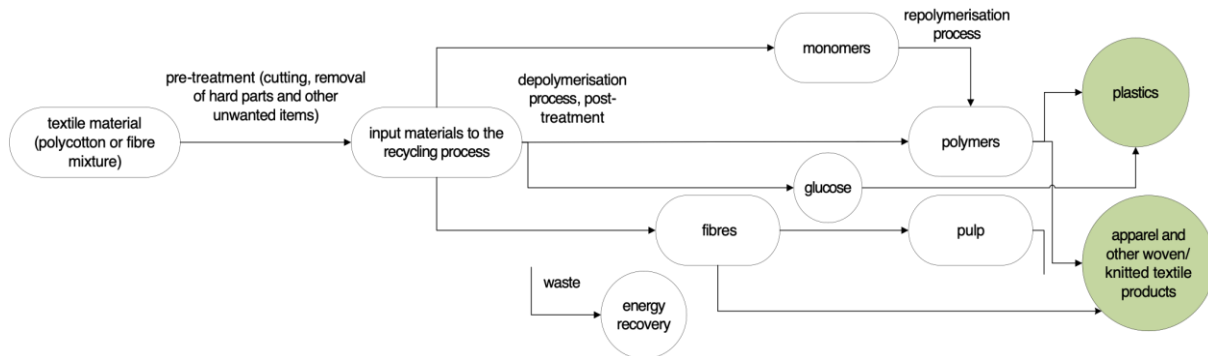 repolymerisation
process
monomers
pre-treatment (cutting, removal
of hard parts and other
unwanted items)
depolymerisation
process, post-
treatment
plastics
textile material
(polycotton or fibre
mixture)
input materials to the
recycling process
polymers
glucose
fibres
pulp
apparel and
other woven/
knitted textile
products
waste
energy
recovery